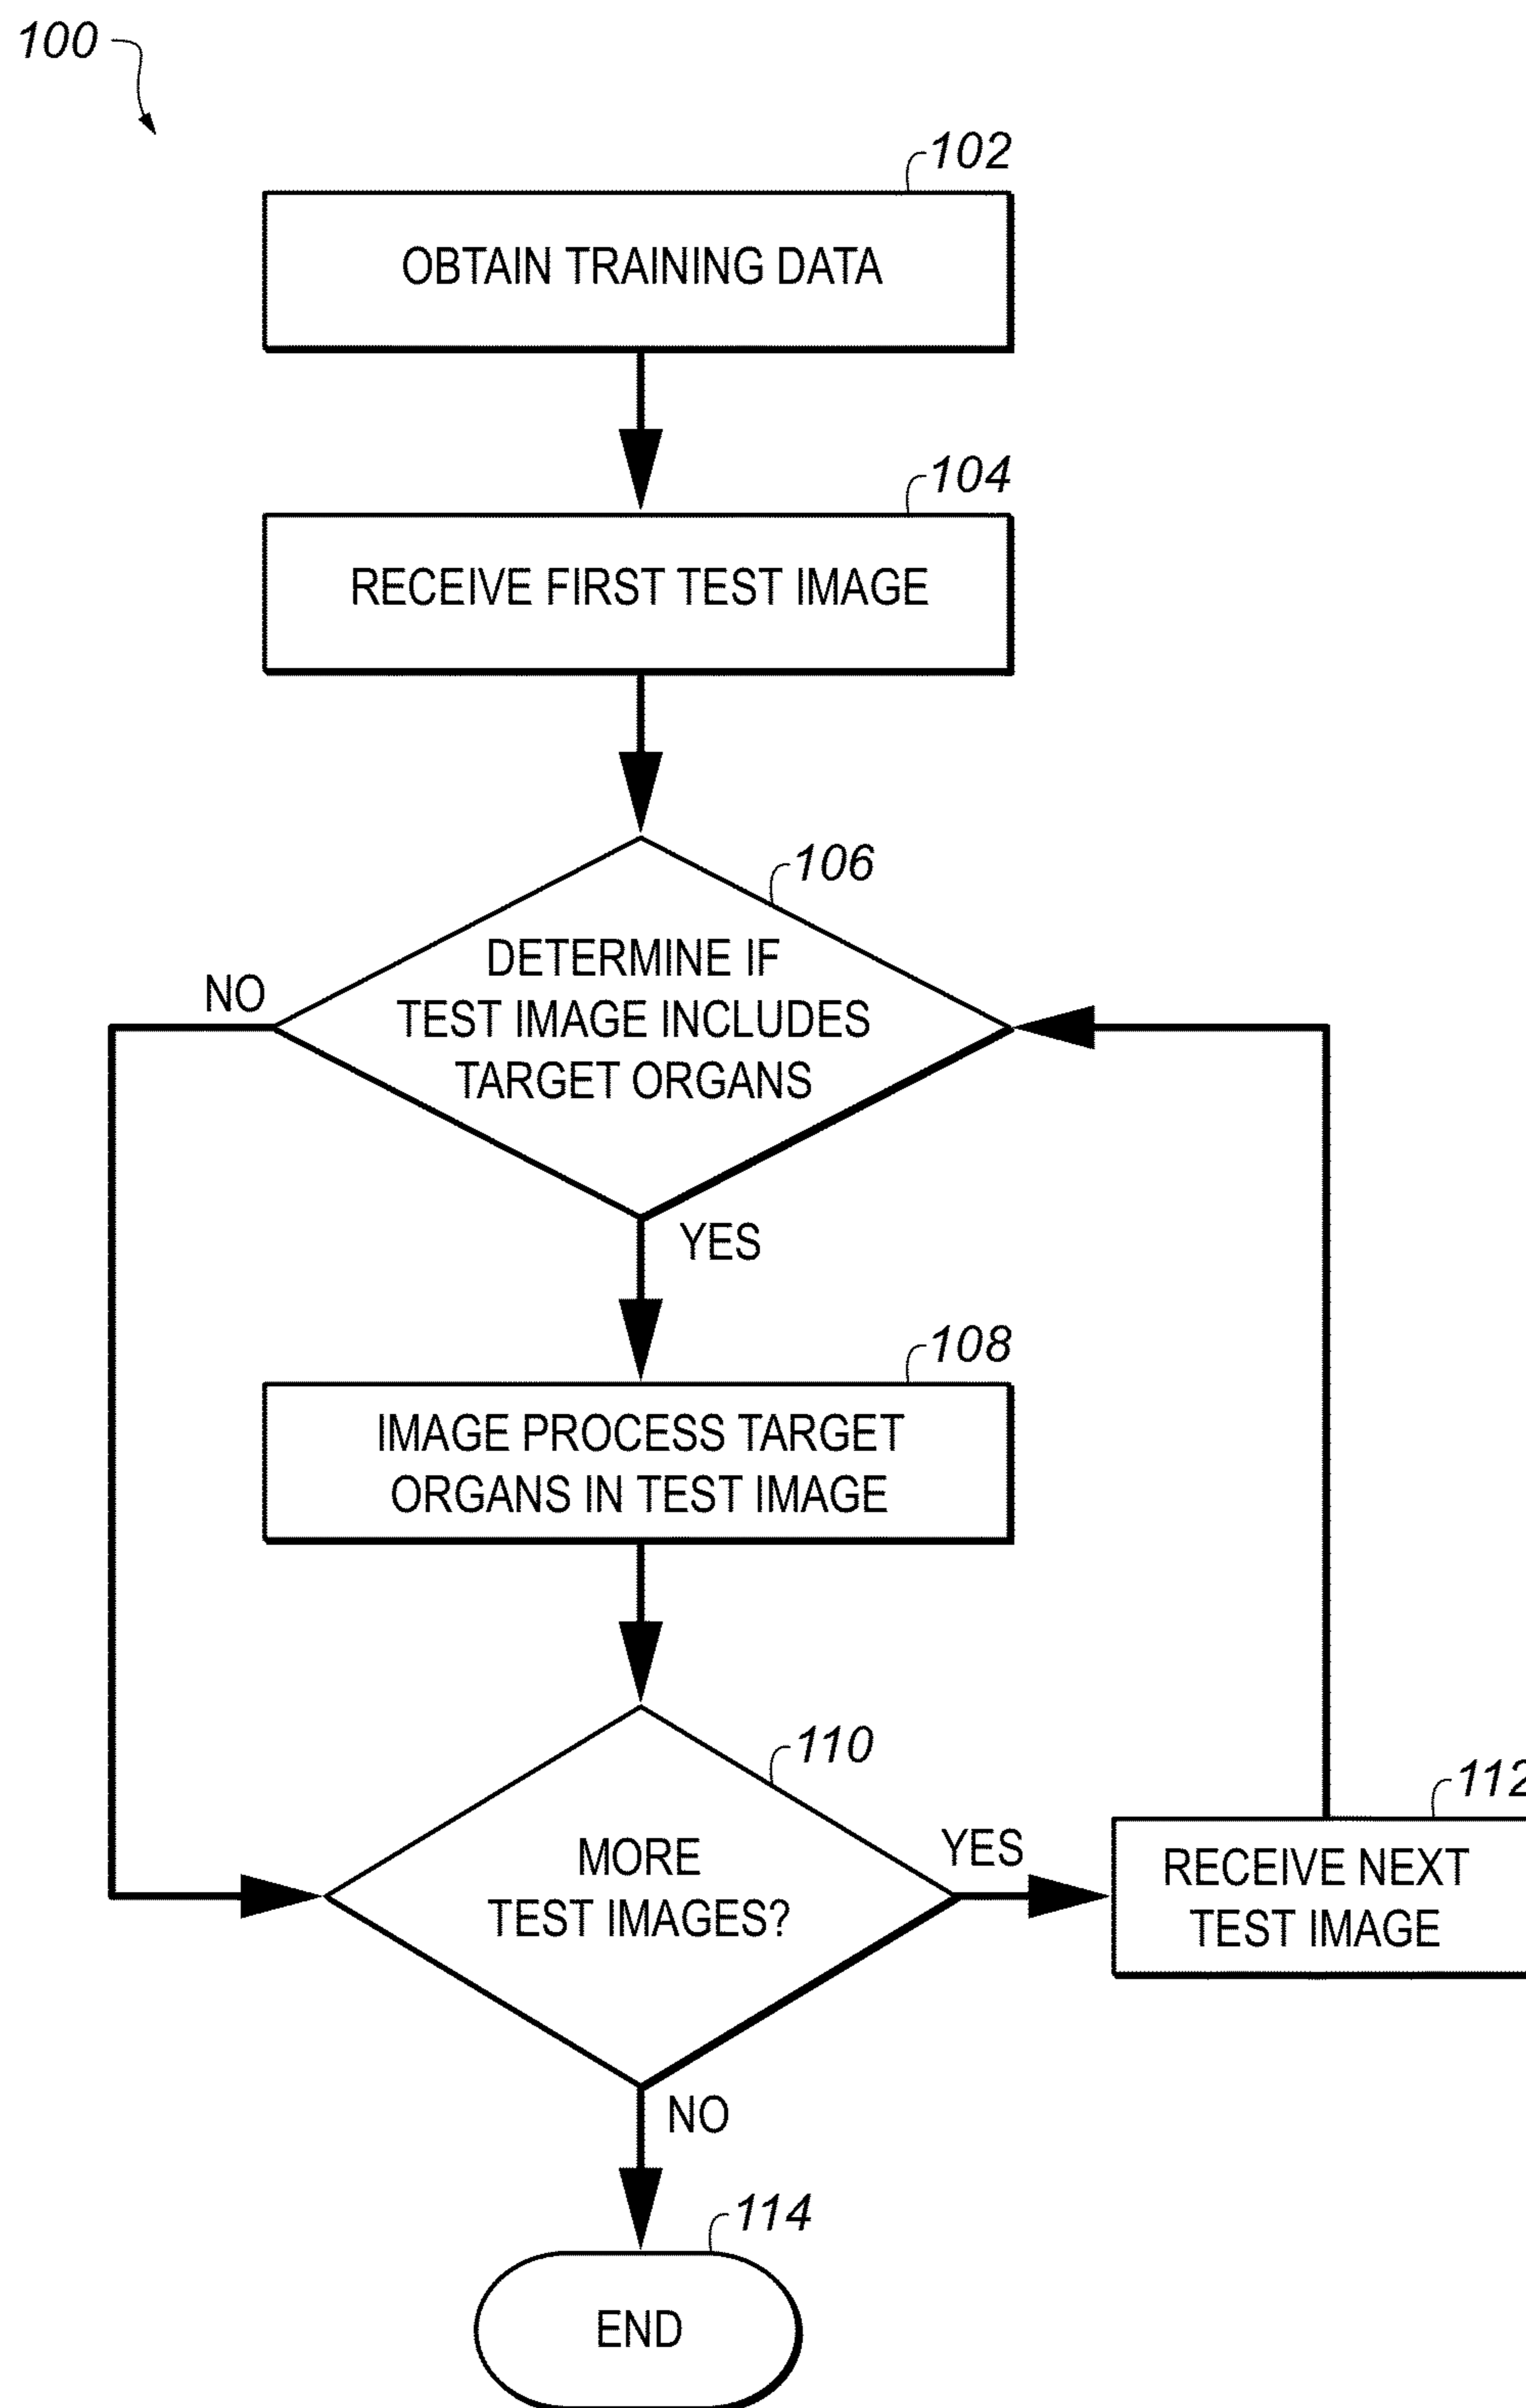 100
102
OBTAIN TRAINING DATA
104
RECEIVE FIRST TEST IMAGE
106
DETERMINE IF
TEST IMAGE INCLUDES
TARGET ORGANS
NO
YES
108
IMAGE PROCESS TARGET
ORGANS IN TEST IMAGE
110
MORE
TEST IMAGES?
YES
112
RECEIVE NEXT
TEST IMAGE
NO
114
END